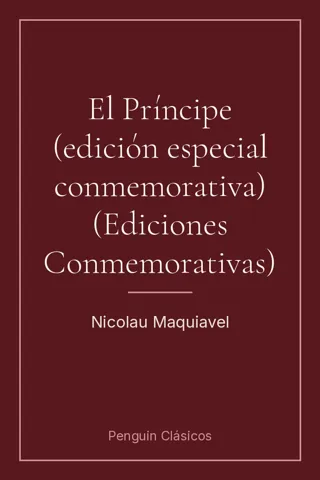 El Príncipe
(edición especial
conmemorativa)
(Ediciones
Conmemorativas)
Nicolau Maquiavel
Penguin Clásicos